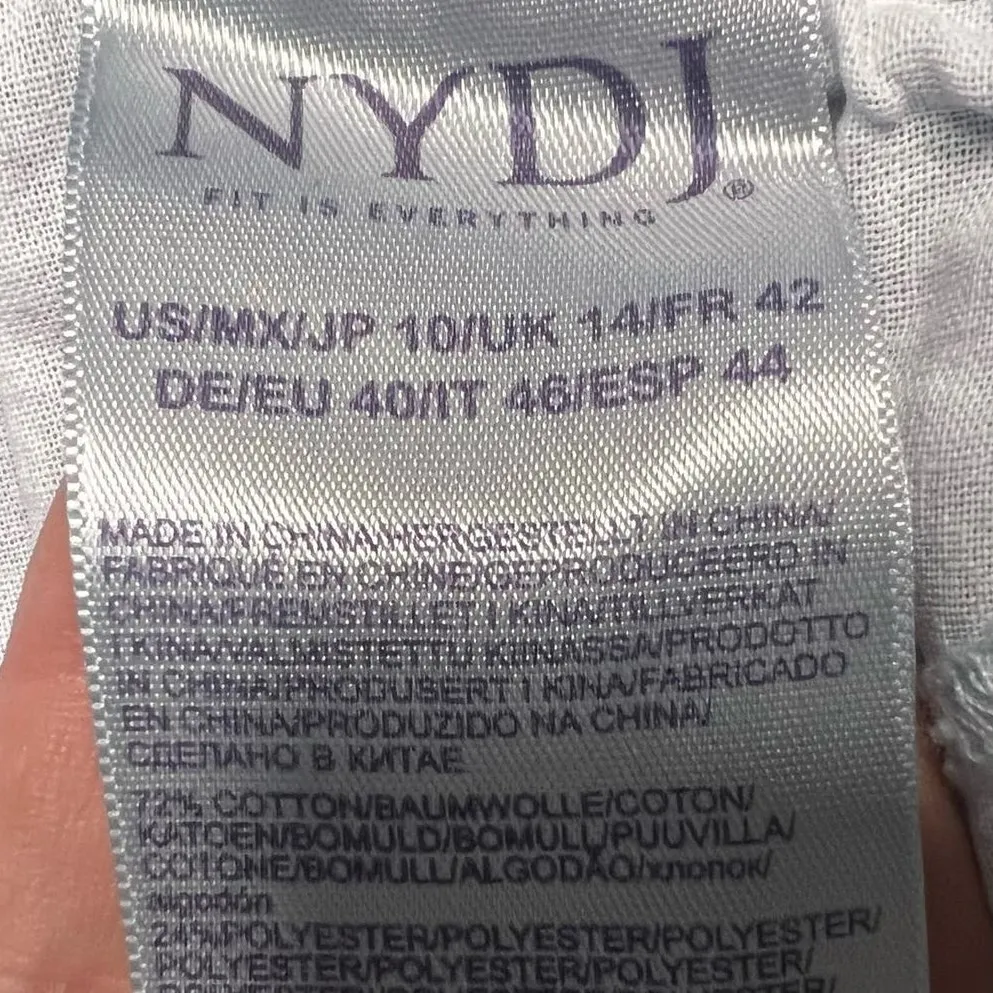 NYDJ®
FIT IS EVERYTHING
US/MX/JP 10/UK 14/FR 42
DE/EU 40/IT 46/ESP 44
MADE IN CHINA/HERGESTELLT IN CHINA/
FABRIQUÉ EN CHINE/GEPRODUCEERD IN
CHINA/FREMSTILLET I KINA/TILLVERKAT
I KINA/VALMISTETTU KIINASSA/PRODOTTO
IN CHINA/PRODUSERT I KINA/FABRICADO
EN CHINA/PRODUZIDO NA CHINA/
СДЕЛАНО В КИТАЕ
72% COTTON/BAUMWOLLE/COTON/
KATOEN/BOMULD/BOMULL/PUUVILLA/
COTONE/BOMULL/ALGODÃO/хлопок/
algodón
24%POLYESTER/POLYESTER/POLYESTER/
POLYESTER/POLYESTER/POLYESTER/